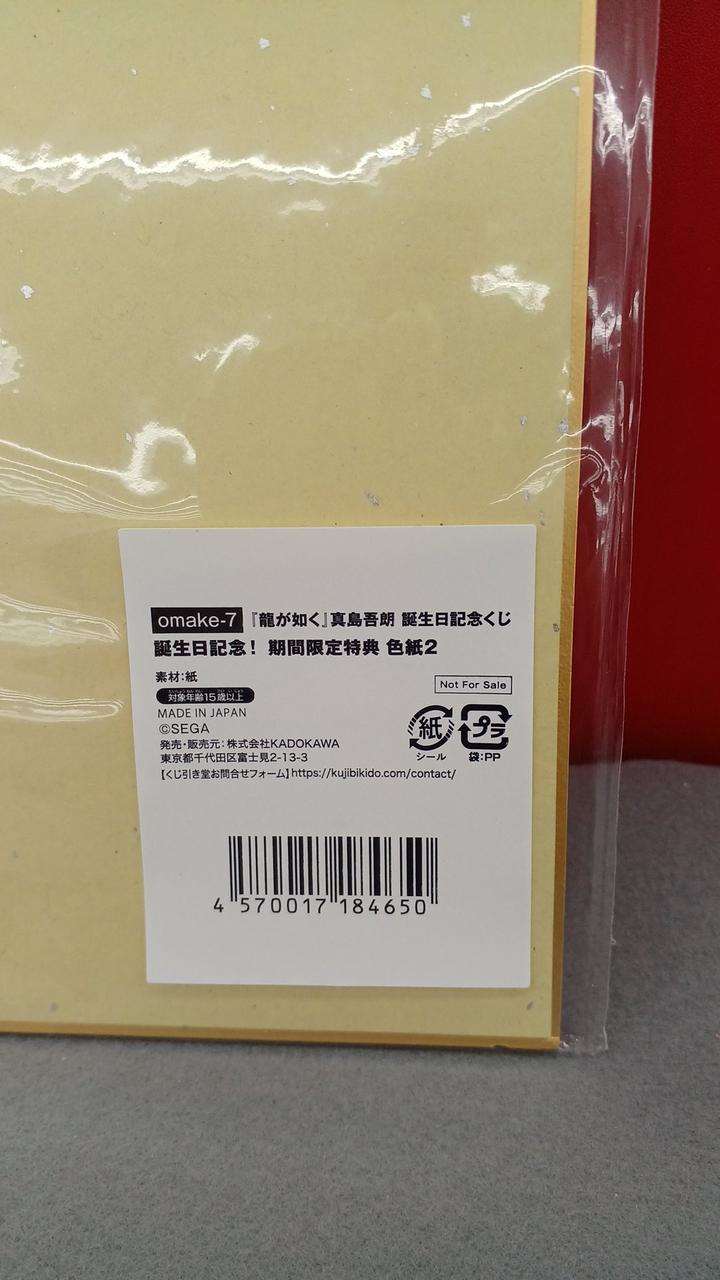 omake-7 『龍が如く』真島吾朗 誕生日記念くじ
誕生日記念！ 期間限定特典 色紙2
素材：紙
Not For Sale
対象年齢15歳以上
MADE IN JAPAN
©SEGA
発売・販売元：株式会社KADOKAWA
東京都千代田区富士見2-13-3
【くじ引き堂お問合せフォーム】https://kujibikido.com/contact/
紙
シール
プラ
袋：PP
4 570017 184650